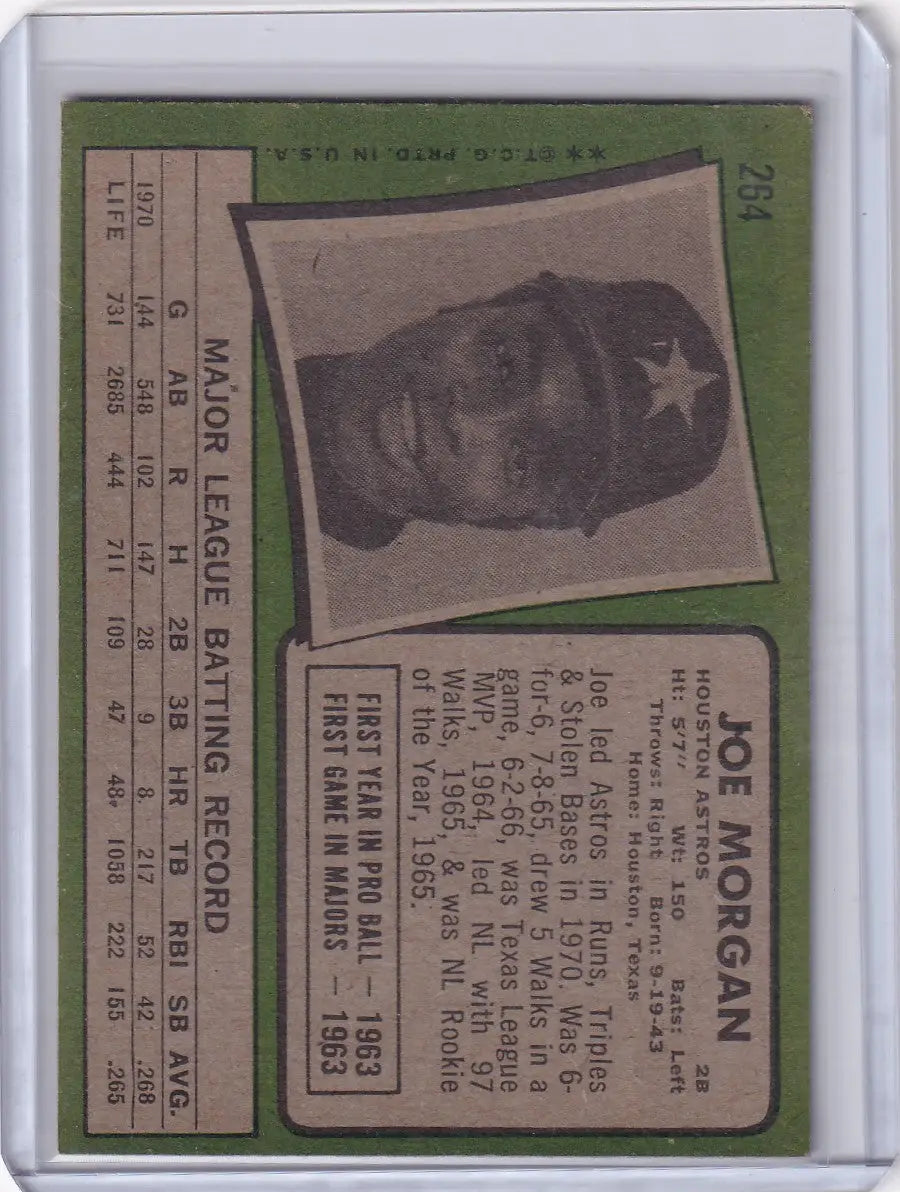 264
** ©T.C.G. PRTD. IN U.S.A.
JOE MORGAN
HOUSTON ASTROS 2B
Ht: 5'7" Wt: 150 Bats: Left
Throws: Right Born: 9-19-43
Home: Houston, Texas
Joe led Astros in Runs, Triples
& Stolen Bases in 1970. Was 6-
for-6, 7-8-65, drew 5 Walks in a
game, 6-2-66, was Texas League
MVP, 1964, led NL with 97
Walks, 1965, & was NL Rookie
of the Year, 1965.
FIRST YEAR IN PRO BALL — 1963
FIRST GAME IN MAJORS — 1963
MAJOR LEAGUE BATTING RECORD
G AB R H 2B 3B HR TB RBI SB AVG.
1970 144 548 102 147 28 9 8 217 52 42 .268
LIFE 731 2685 444 711 109 47 48 1058 222 155 .265